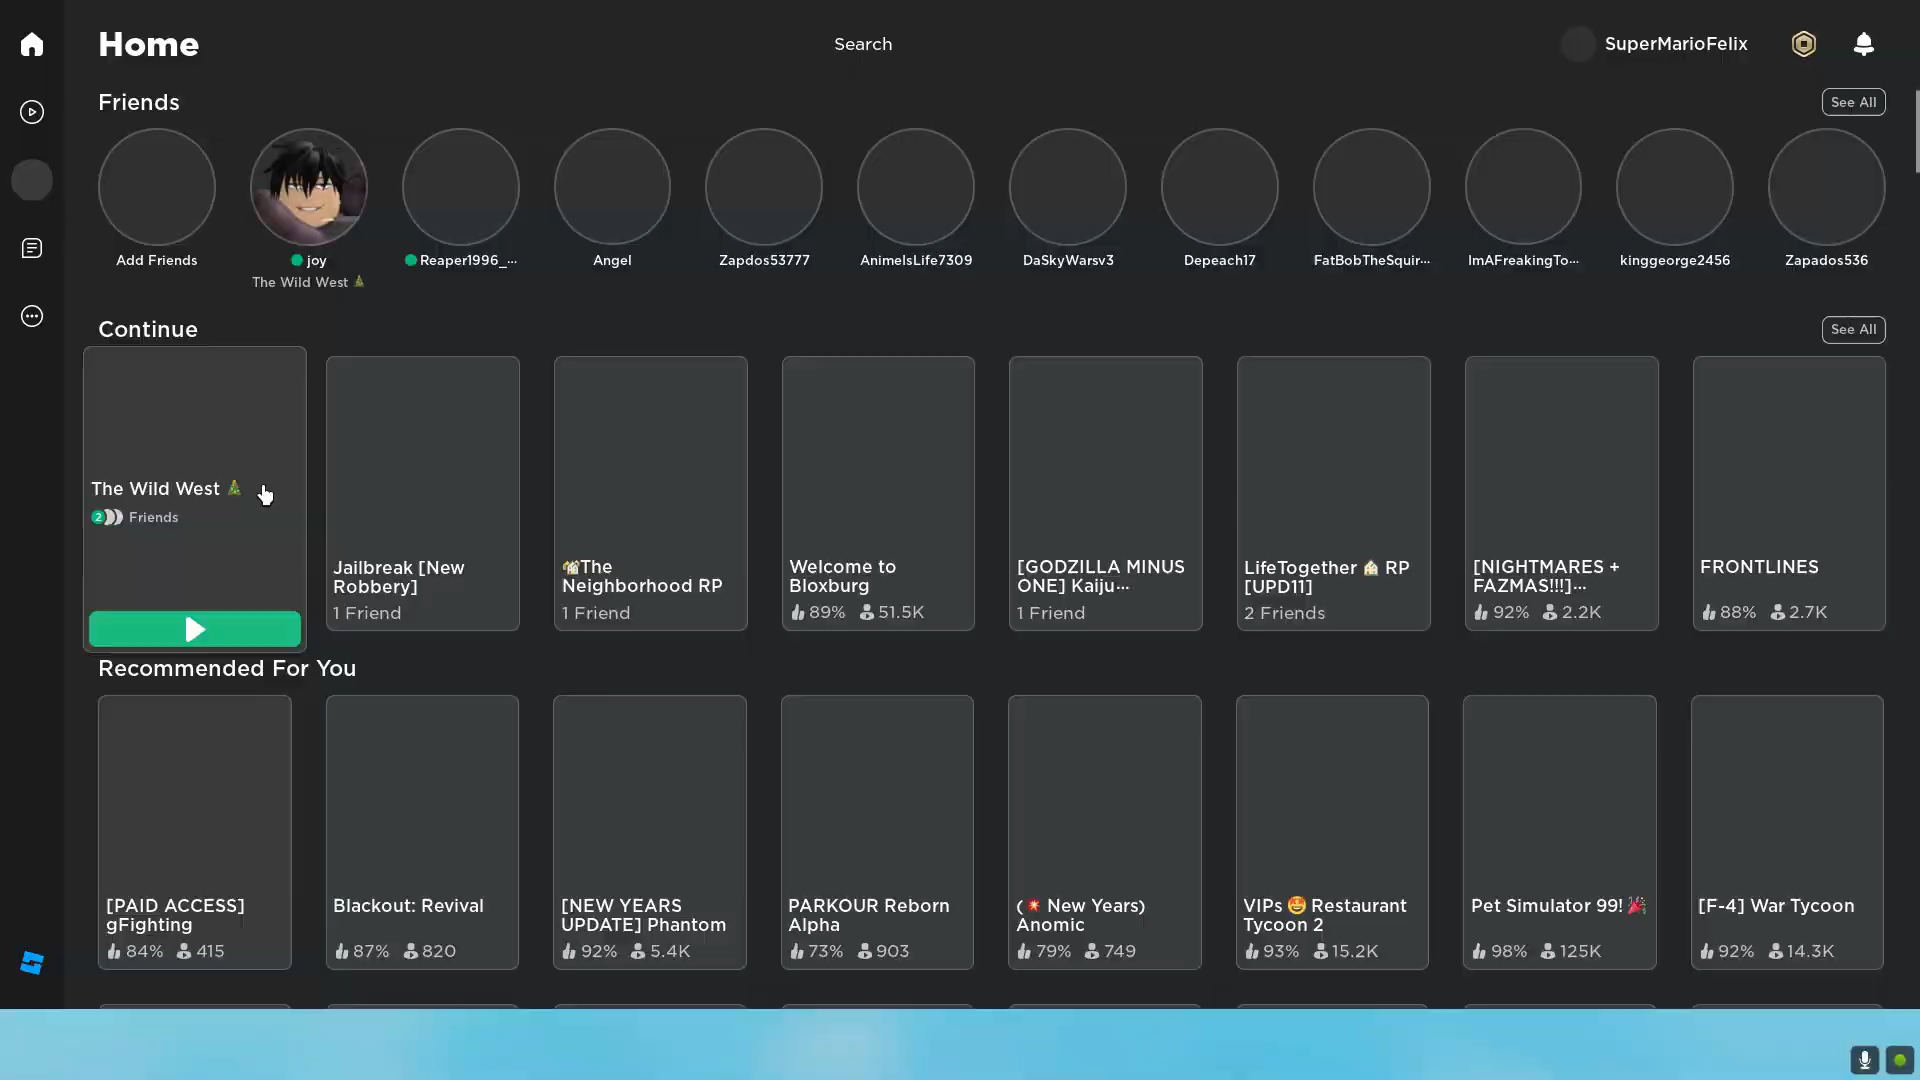 Home
Search
SuperMarioFelix
Friends
See All
Add Friends
joy
The Wild West
Reaper1996_...
Angel
Zapdos53777
AnimeIsLife7309
DaSkyWarsv3
Depeach17
FatBobTheSquir...
ImAFreakingTo...
kinggeorge2456
Zapados536
Continue
See All
The Wild West 🎄
2 Friends
Jailbreak [New
Robbery]
1 Friend
🏘️The
Neighborhood RP
1 Friend
Welcome to
Bloxburg
89% 51.5K
[GODZILLA MINUS
ONE] Kaiju...
1 Friend
LifeTogether 🏠 RP
[UPD11]
2 Friends
[NIGHTMARES +
FAZMAS!!!]...
92% 2.2K
FRONTLINES
88% 2.7K
Recommended For You
[PAID ACCESS]
gFighting
84% 415
Blackout: Revival
87% 820
[NEW YEARS
UPDATE] Phantom
92% 5.4K
PARKOUR Reborn
Alpha
73% 903
(💥 New Years)
Anomic
79% 749
VIPs 🤩 Restaurant
Tycoon 2
93% 15.2K
Pet Simulator 99! 🎉
98% 125K
[F-4] War Tycoon
92% 14.3K